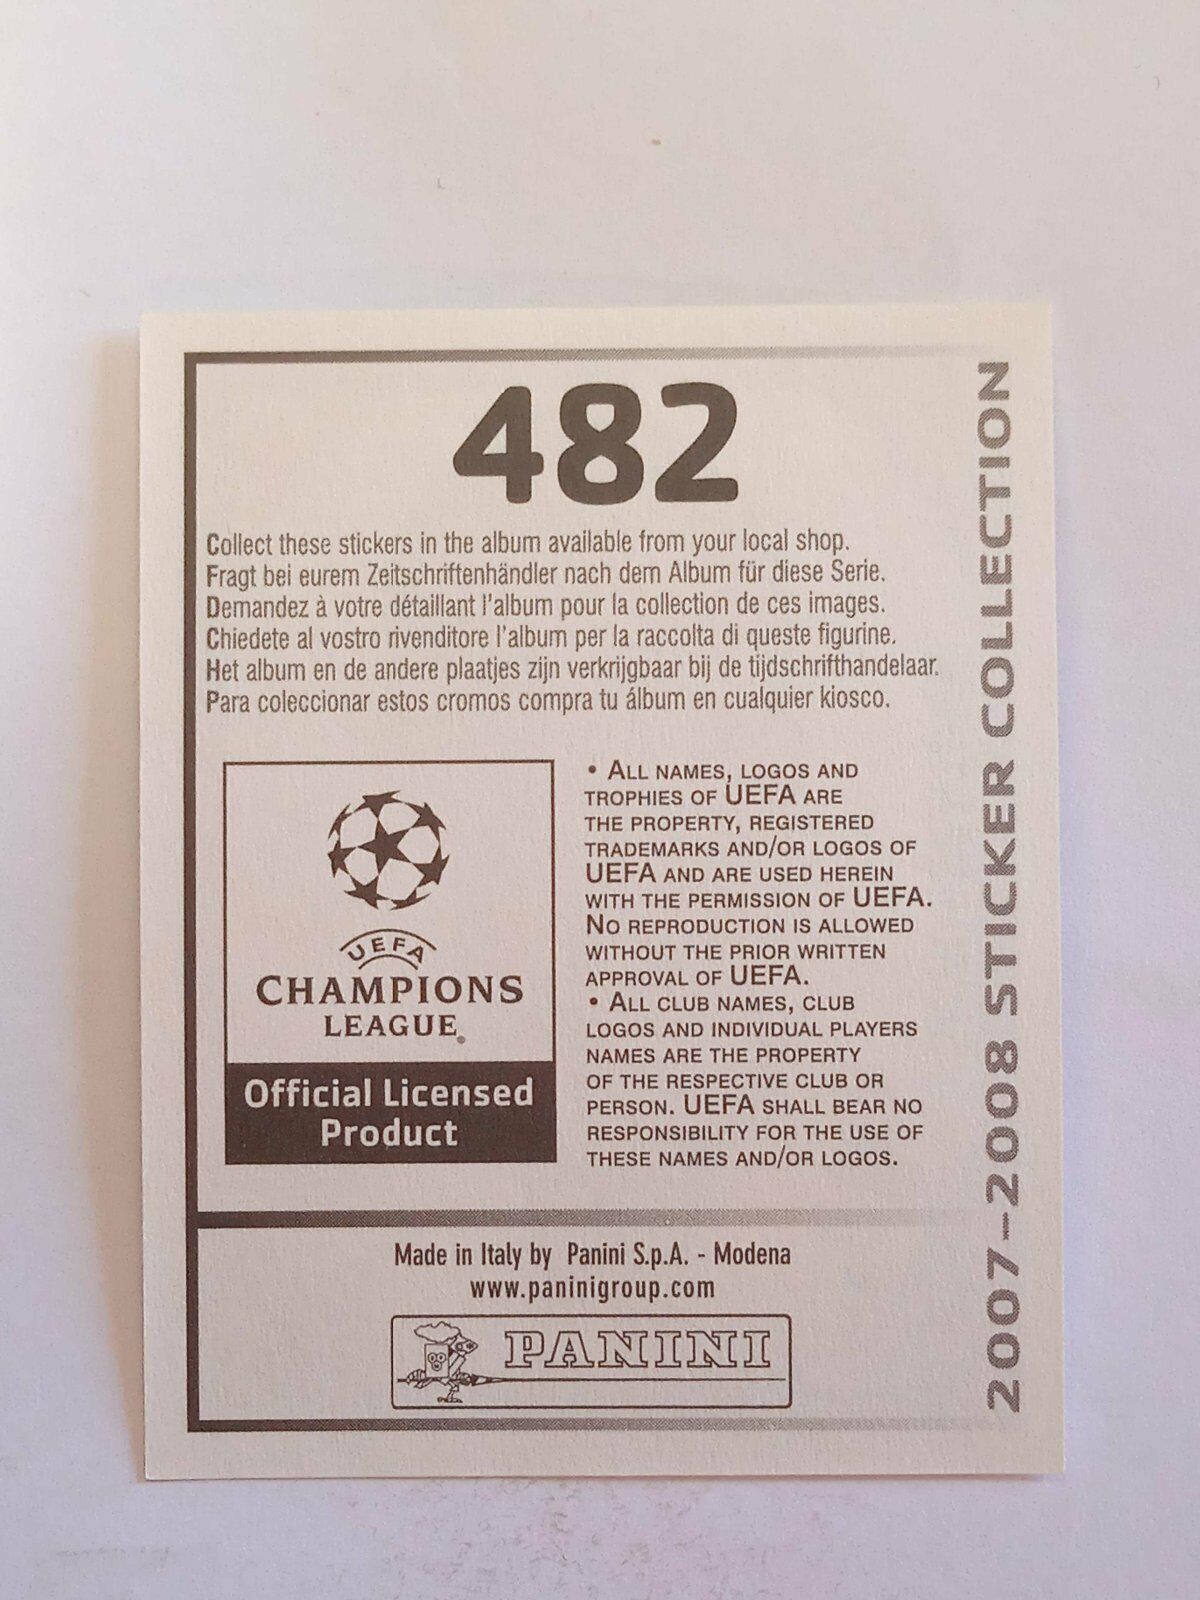 482
Collect these stickers in the album available from your local shop.
Fragt bei eurem Zeitschriftenhändler nach dem Album für diese Serie.
Demandez à votre détaillant l'album pour la collection de ces images.
Chiedete al vostro rivenditore l'album per la raccolta di queste figurine.
Het album en de andere plaatjes zijn verkrijgbaar bij de tijdschrifthandelaar.
Para coleccionar estos cromos compra tu álbum en cualquier kiosco.
UEFA
CHAMPIONS
LEAGUE®
Official Licensed
Product
• ALL NAMES, LOGOS AND
TROPHIES OF UEFA ARE
THE PROPERTY, REGISTERED
TRADEMARKS AND/OR LOGOS OF
UEFA AND ARE USED HEREIN
WITH THE PERMISSION OF UEFA.
NO REPRODUCTION IS ALLOWED
WITHOUT THE PRIOR WRITTEN
APPROVAL OF UEFA.
• ALL CLUB NAMES, CLUB
LOGOS AND INDIVIDUAL PLAYERS
NAMES ARE THE PROPERTY
OF THE RESPECTIVE CLUB OR
PERSON. UEFA SHALL BEAR NO
RESPONSIBILITY FOR THE USE OF
THESE NAMES AND/OR LOGOS.
Made in Italy by Panini S.p.A. - Modena
www.paninigroup.com
PANINI
2007-2008 STICKER COLLECTION